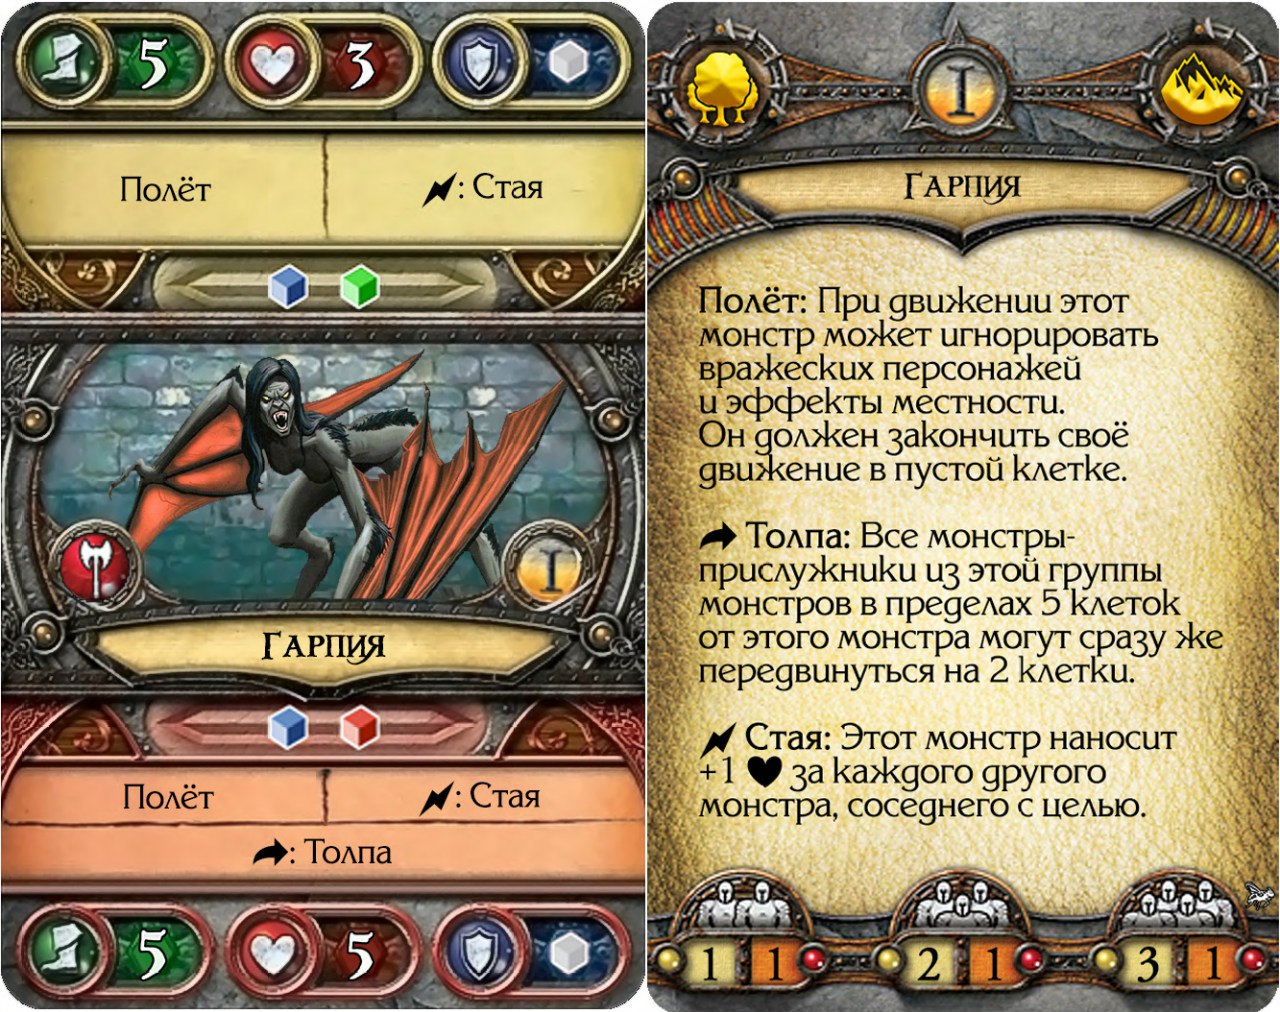 5 3
Полёт
: Стая
I
Гарпия
Полёт
: Стая
: Толпа
5 5
I
Гарпия
Полёт: При движении этот
монстр может игнорировать
вражеских персонажей
и эффекты местности.
Он должен закончить своё
движение в пустой клетке.
Толпа: Все монстры-
прислужники из этой группы
монстров в пределах 5 клеток
от этого монстра могут сразу же
передвинуться на 2 клетки.
Стая: Этот монстр наносит
+1 ♥ за каждого другого
монстра, соседнего с целью.
1 1 2 1 3 1